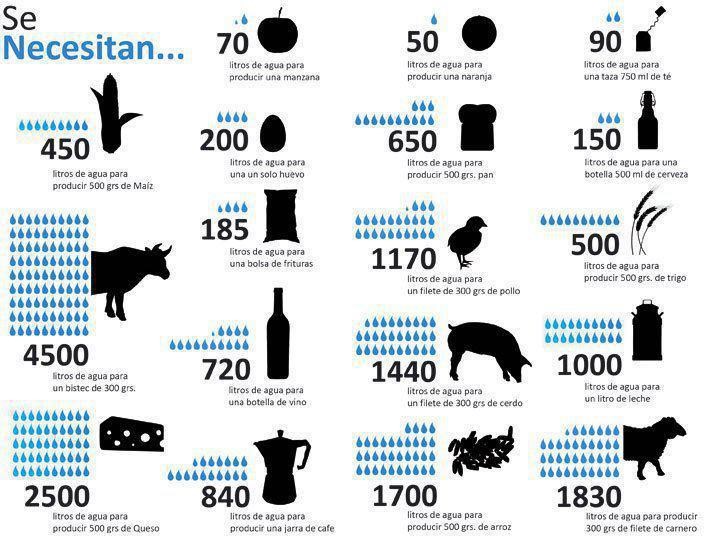 Se
Necesitan...
70
litros de agua para
producir una manzana
50
litros de agua para
producir una naranja
90
litros de agua para
una taza 750 ml de té
450
litros de agua para
producir 500 grs de Maíz
200
litros de agua para
una un solo huevo
650
litros de agua para
producir 500 grs. pan
150
litros de agua para una
botella 500 ml de cerveza
185
litros de agua para
una bolsa de frituras
1170
litros de agua para
un filete de 300 grs de pollo
500
litros de agua para
producir 500 grs. de trigo
4500
litros de agua para
un bistec de 300 grs.
720
litros de agua para
una botella de vino
1440
litros de agua para
un filete de 300 grs de cerdo
1000
litros de agua para
un litro de leche
2500
litros de agua para
producir 500 grs de Queso
840
litros de agua para
producir una jarra de cafe
1700
litros de agua para
producir 500 grs. de arroz
1830
litros de agua para producir
300 grs de filete de carnero